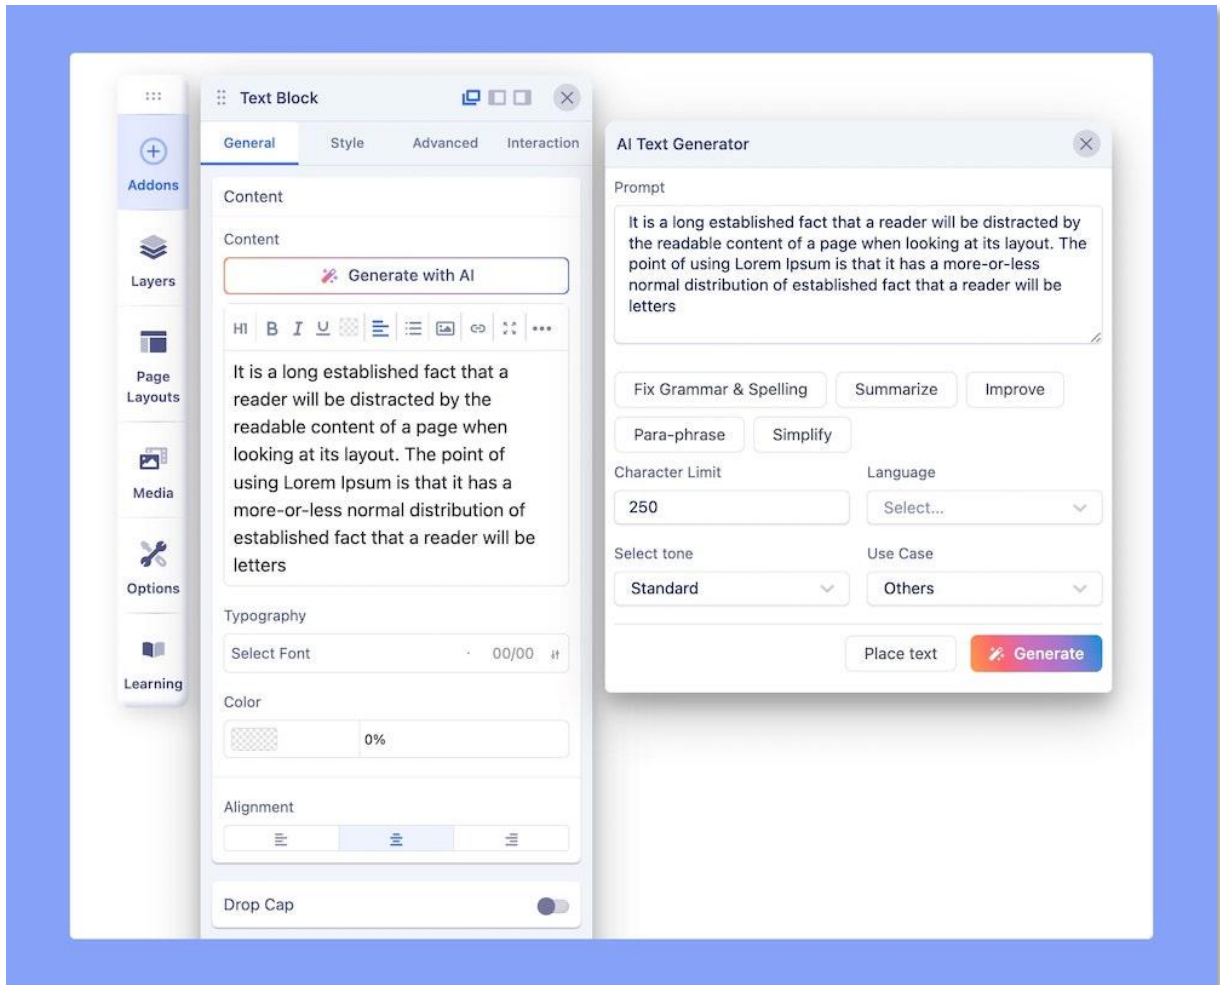 Addons
Layers
Page
Layouts
Media
Options
Learning
Text Block
General Style Advanced Interaction
Content
Content
Generate with AI
H1 B I U
It is a long established fact that a
reader will be distracted by the
readable content of a page when
looking at its layout. The point of
using Lorem Ipsum is that it has a
more-or-less normal distribution of
established fact that a reader will be
letters
Typography
Select Font 00/00
Color
0%
Alignment
Drop Cap
AI Text Generator
Prompt
It is a long established fact that a reader will be distracted by
the readable content of a page when looking at its layout. The
point of using Lorem Ipsum is that it has a more-or-less
normal distribution of established fact that a reader will be
letters
Fix Grammar & Spelling Summarize Improve
Para-phrase Simplify
Character Limit Language
250 Select...
Select tone Use Case
Standard Others
Place text Generate